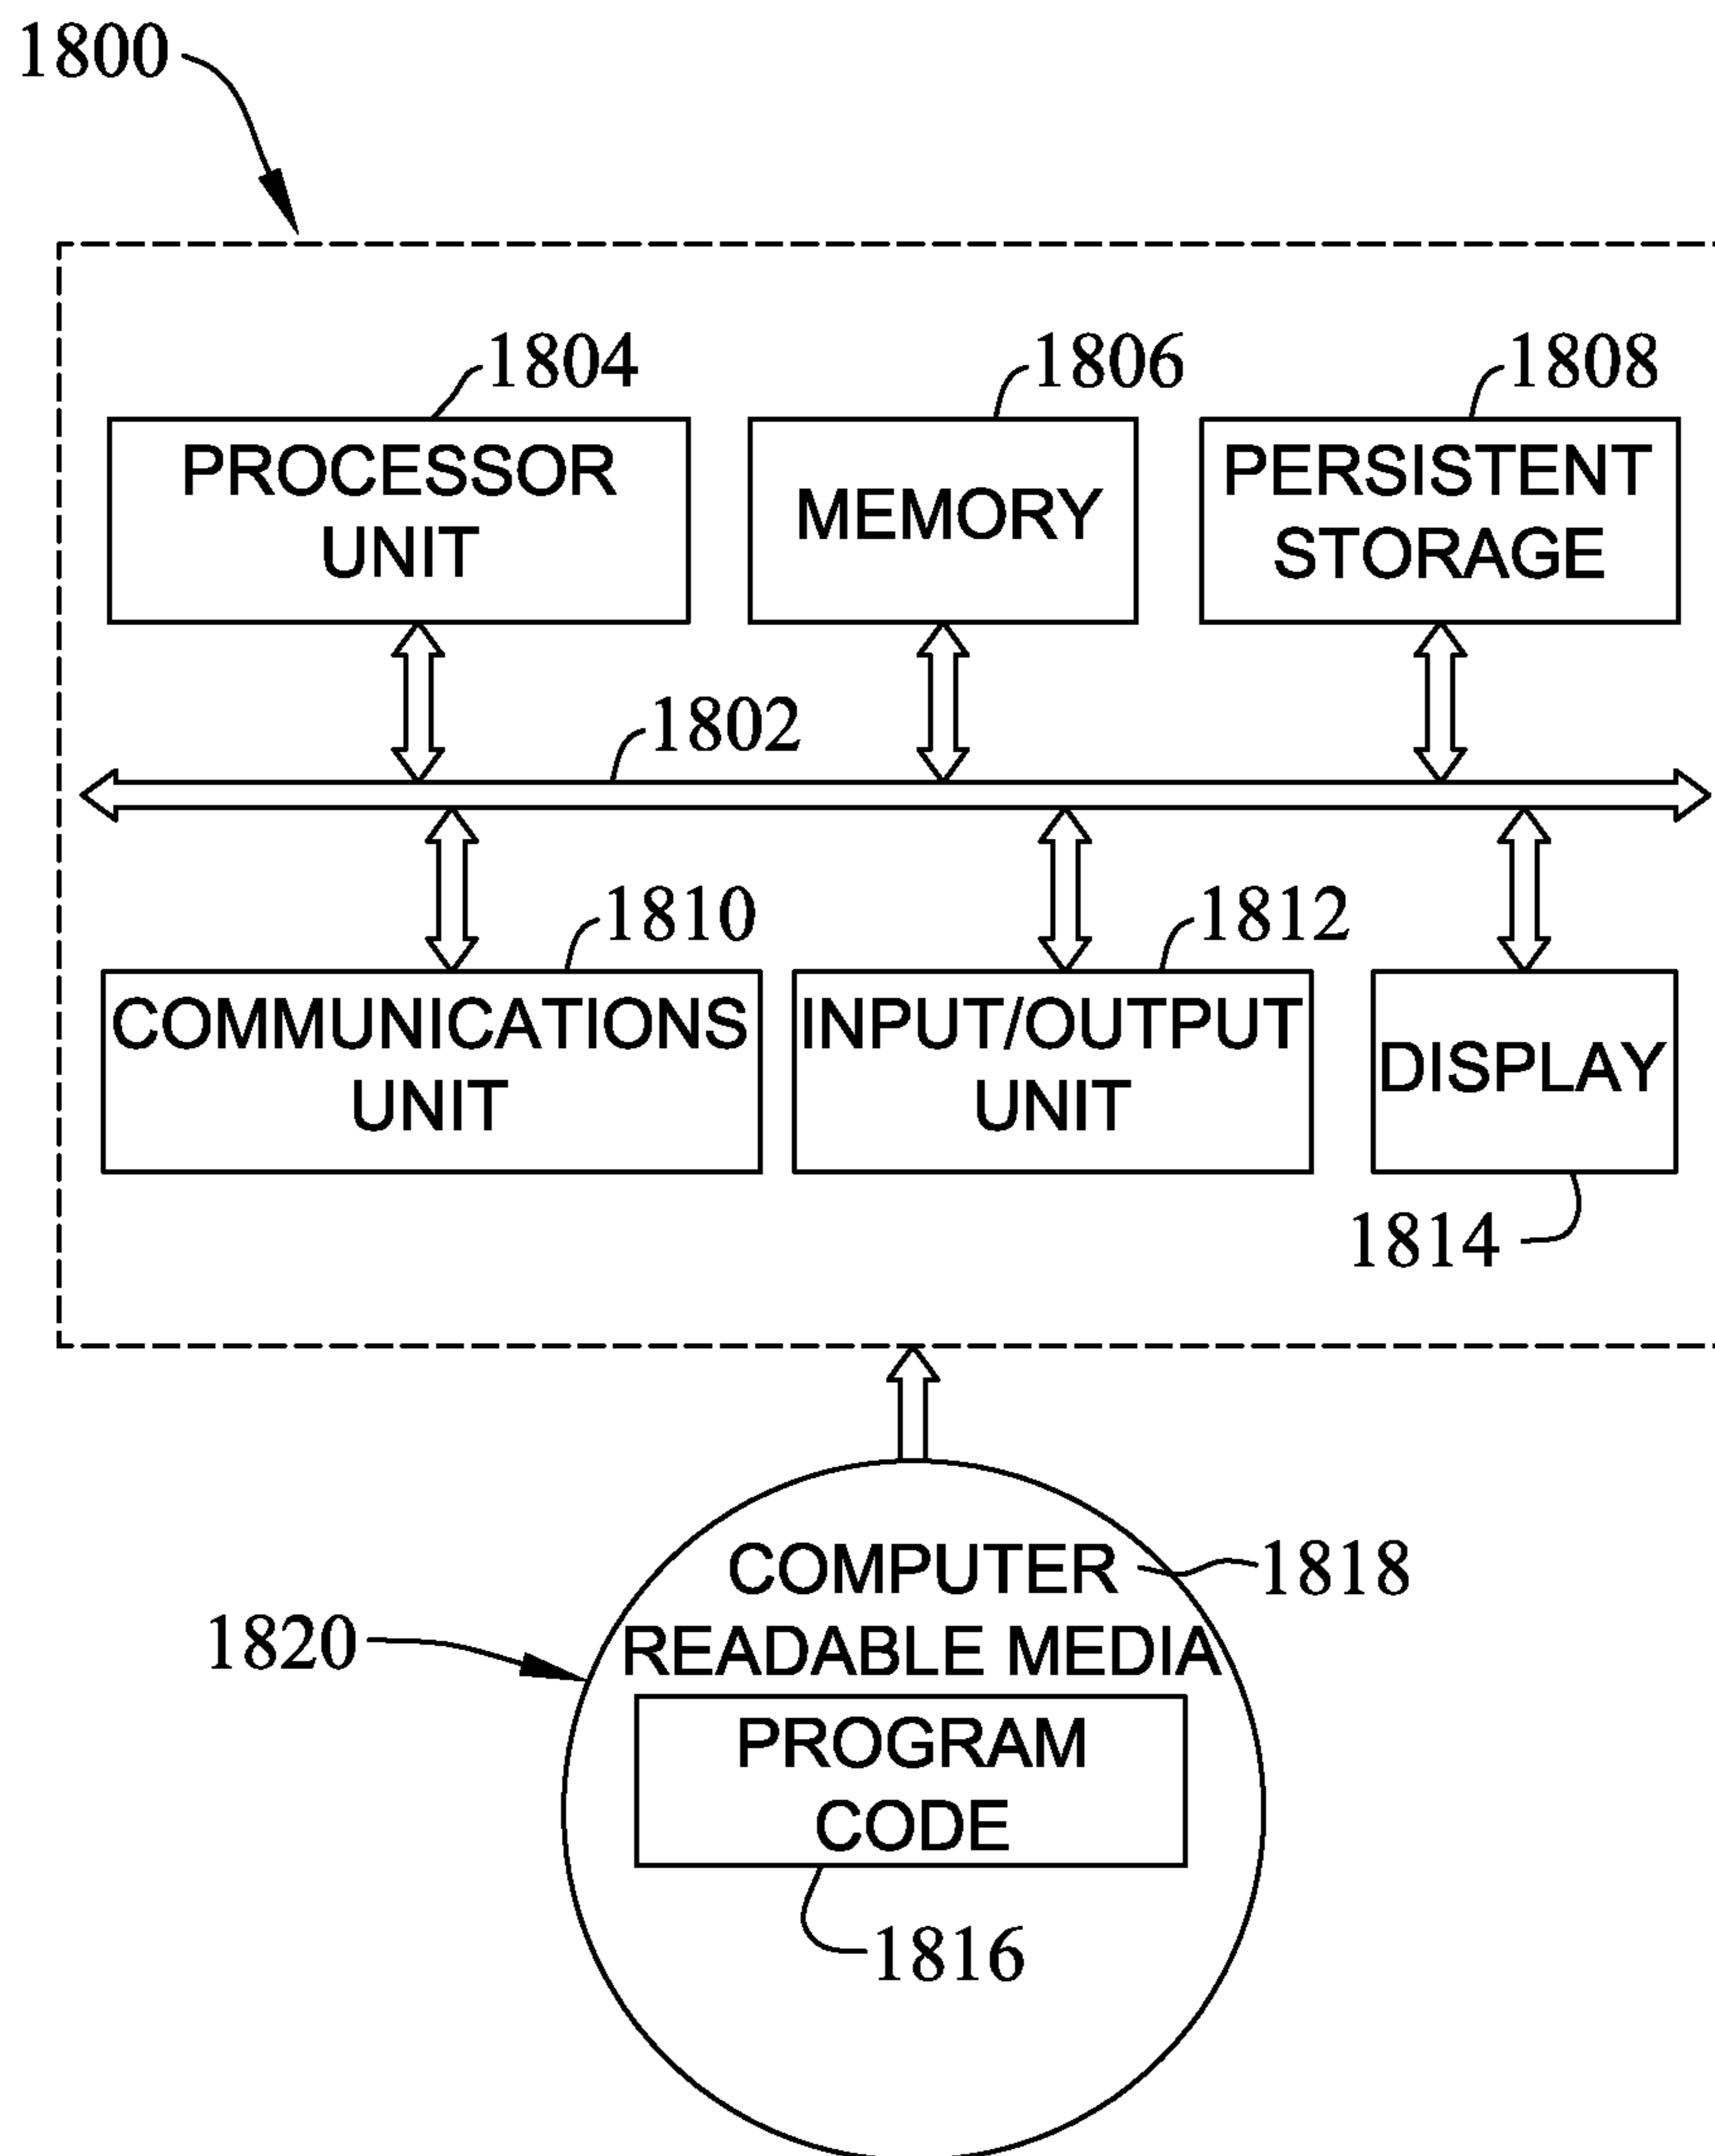 1800
1804
1806
1808
PROCESSOR
UNIT
MEMORY
PERSISTENT
STORAGE
1802
1810
1812
COMMUNICATIONS
UNIT
INPUT/OUTPUT
UNIT
DISPLAY
1814
COMPUTER
READABLE MEDIA
1818
1820
PROGRAM
CODE
1816